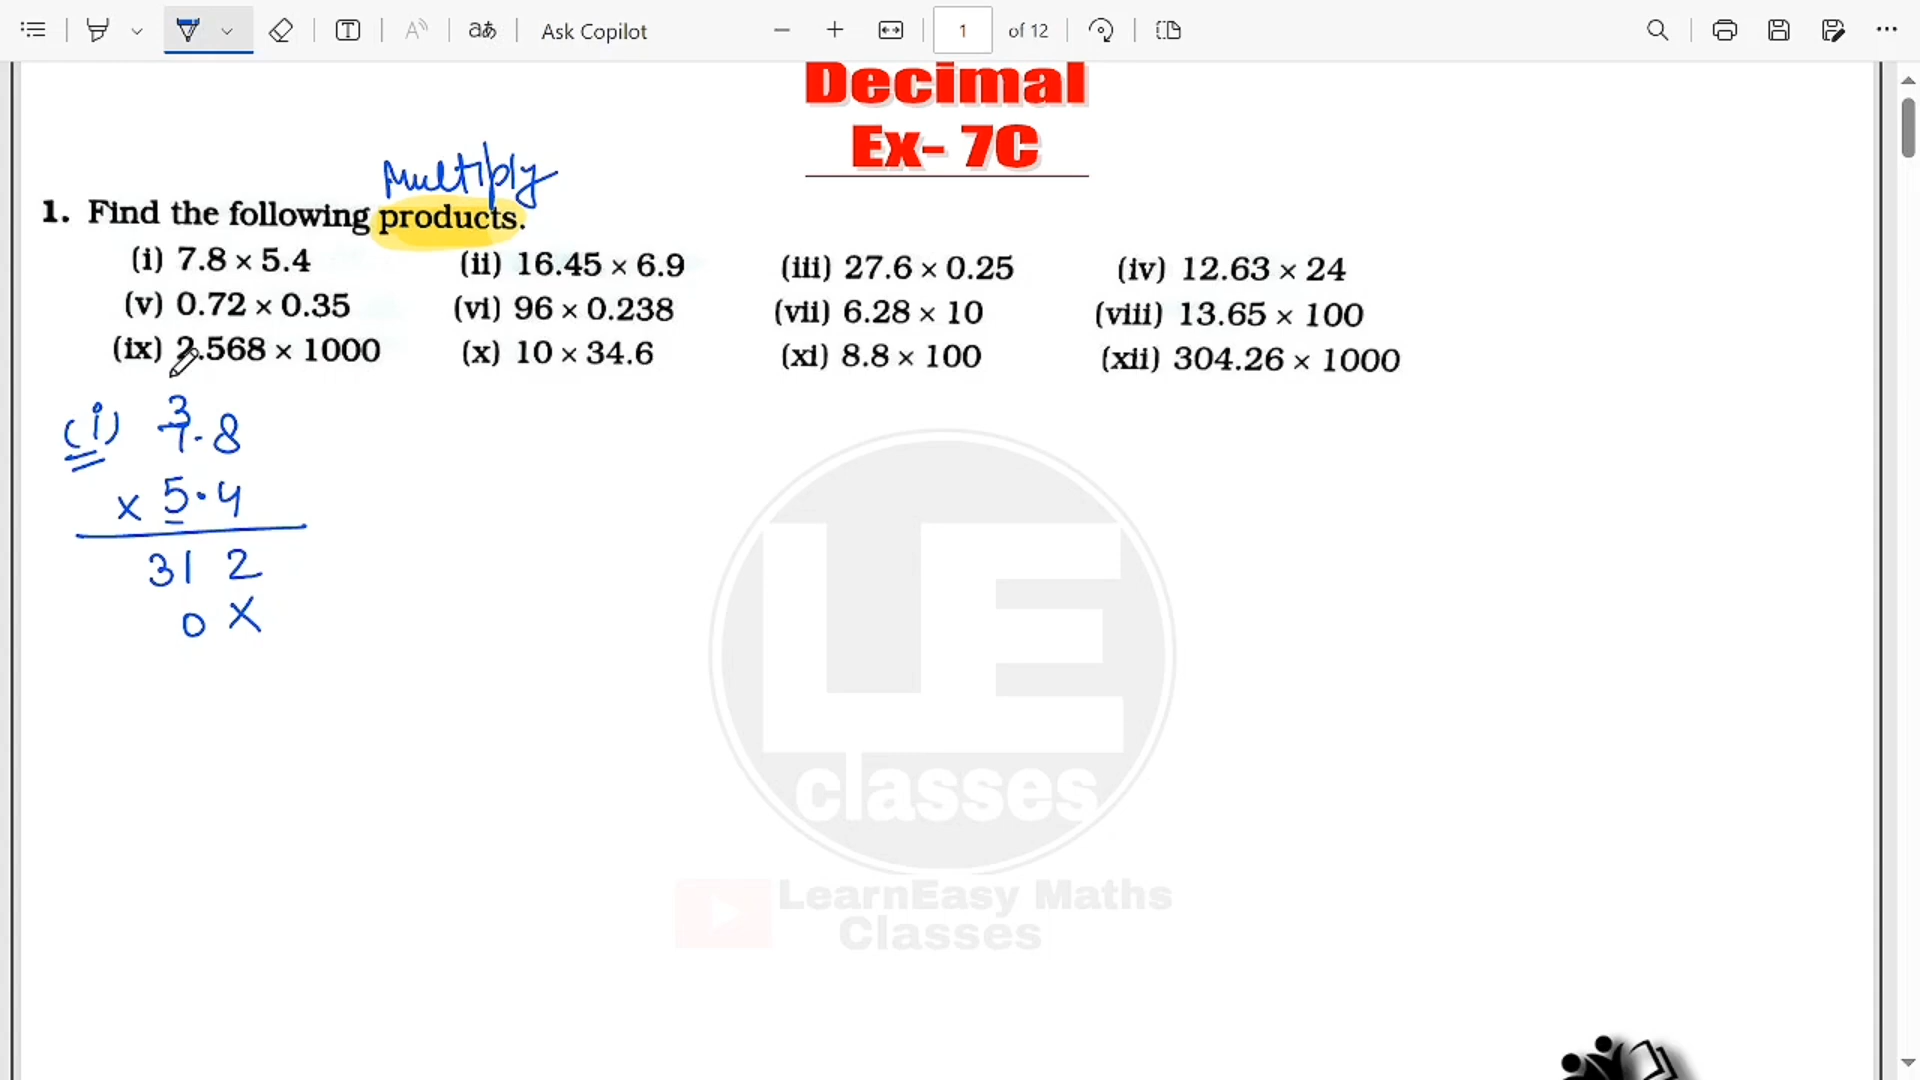 Ask Copilot 1 of 12
Decimal
Ex- 7C
Multiply
1. Find the following products.
(i) 7.8 × 5.4 (ii) 16.45 × 6.9 (iii) 27.6 × 0.25 (iv) 12.63 × 24
(v) 0.72 × 0.35 (vi) 96 × 0.238 (vii) 6.28 × 10 (viii) 13.65 × 100
(ix) 2.568 × 1000 (x) 10 × 34.6 (xi) 8.8 × 100 (xii) 304.26 × 1000
3
(i) 7.8
× 5.4
312
0 ×
LE
classes
LearnEasy Maths
Classes